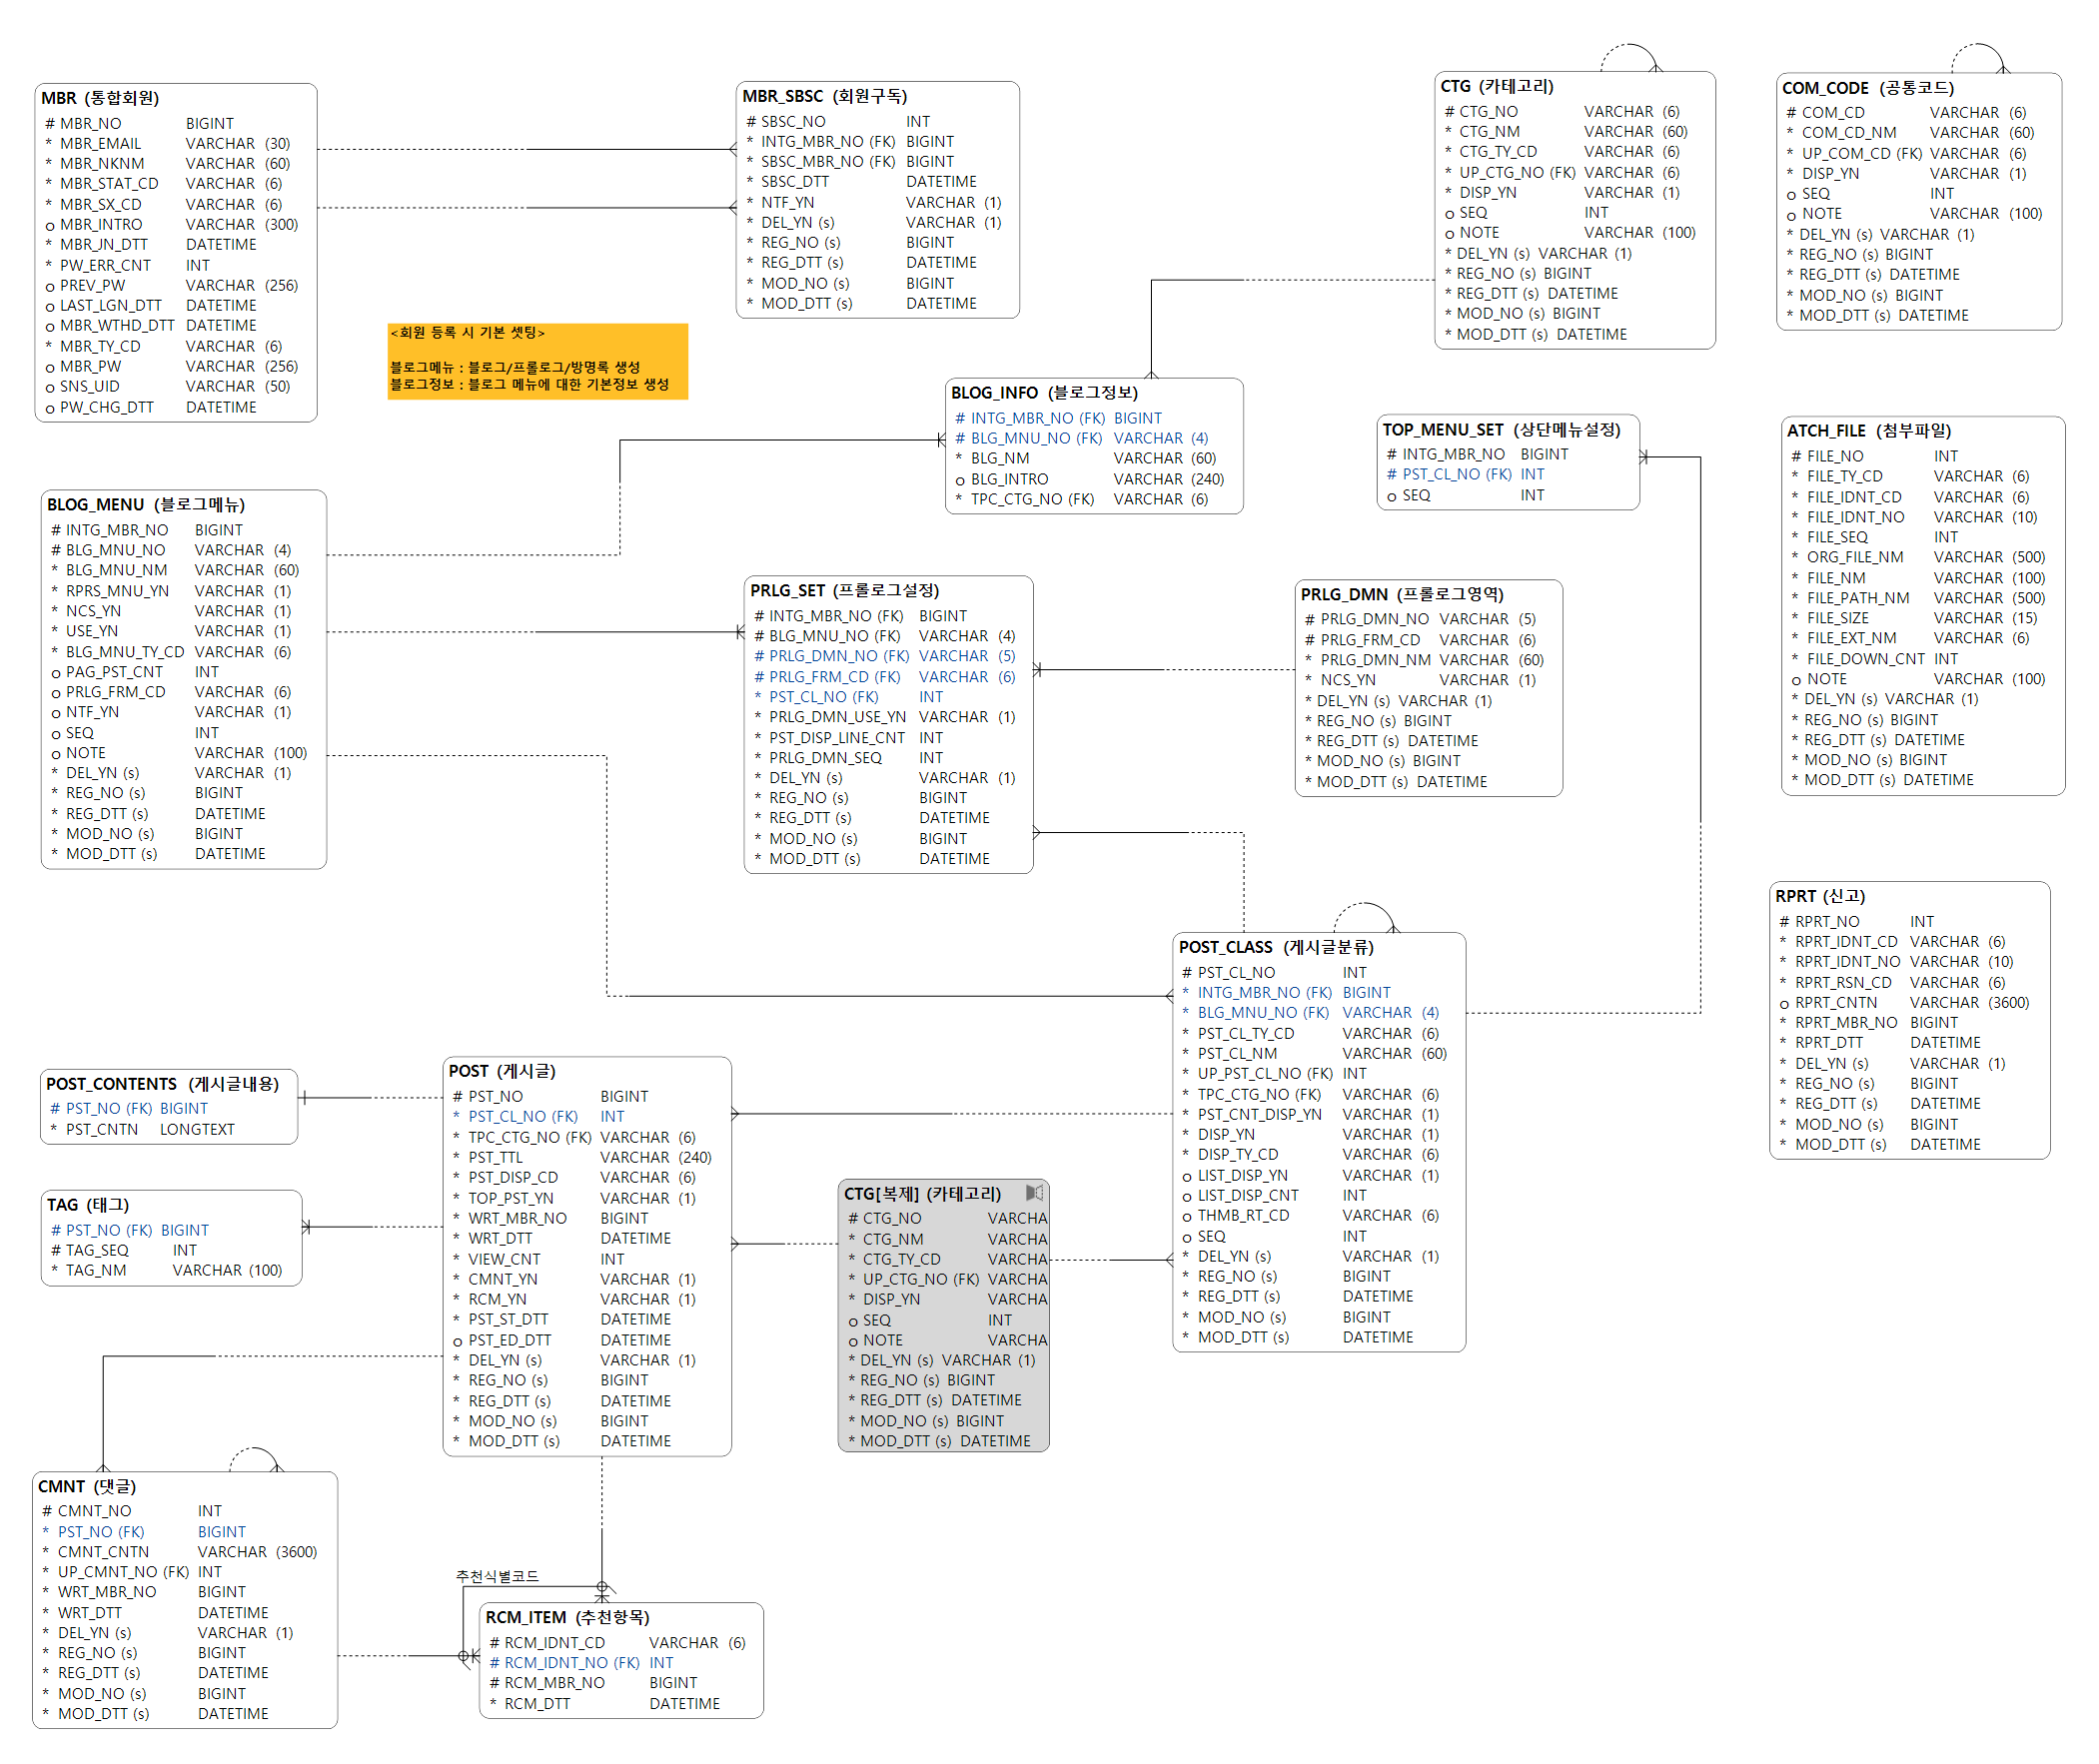 MBR (통합회원)
# MBR_NO BIGINT
* MBR_EMAIL VARCHAR (30)
* MBR_NKNM VARCHAR (60)
* MBR_STAT_CD VARCHAR (6)
* MBR_SX_CD VARCHAR (6)
o MBR_INTRO VARCHAR (300)
* MBR_JN_DTT DATETIME
* PW_ERR_CNT INT
o PREV_PW VARCHAR (256)
o LAST_LGN_DTT DATETIME
o MBR_WTHD_DTT DATETIME
* MBR_TY_CD VARCHAR (6)
o MBR_PW VARCHAR (256)
o SNS_UID VARCHAR (50)
o PW_CHG_DTT DATETIME
MBR_SBSC (회원구독)
# SBSC_NO INT
* INTG_MBR_NO (FK) BIGINT
* SBSC_MBR_NO (FK) BIGINT
* SBSC_DTT DATETIME
* NTF_YN VARCHAR (1)
* DEL_YN (s) VARCHAR (1)
* REG_NO (s) BIGINT
* REG_DTT (s) DATETIME
* MOD_NO (s) BIGINT
* MOD_DTT (s) DATETIME
CTG (카테고리)
# CTG_NO VARCHAR (6)
* CTG_NM VARCHAR (60)
* CTG_TY_CD VARCHAR (6)
* UP_CTG_NO (FK) VARCHAR (6)
* DISP_YN VARCHAR (1)
o SEQ INT
o NOTE VARCHAR (100)
* DEL_YN (s) VARCHAR (1)
* REG_NO (s) BIGINT
* REG_DTT (s) DATETIME
* MOD_NO (s) BIGINT
* MOD_DTT (s) DATETIME
COM_CODE (공통코드)
# COM_CD VARCHAR (6)
* COM_CD_NM VARCHAR (60)
* UP_COM_CD (FK) VARCHAR (6)
* DISP_YN VARCHAR (1)
o SEQ INT
o NOTE VARCHAR (100)
* DEL_YN (s) VARCHAR (1)
* REG_NO (s) BIGINT
* REG_DTT (s) DATETIME
* MOD_NO (s) BIGINT
* MOD_DTT (s) DATETIME
<회원 등록 시 기본 셋팅>
블로그메뉴 : 블로그/프롤로그/방명록 생성
블로그정보 : 블로그 메뉴에 대한 기본정보 생성
BLOG_INFO (블로그정보)
# INTG_MBR_NO (FK) BIGINT
# BLG_MNU_NO (FK) VARCHAR (4)
* BLG_NM VARCHAR (60)
o BLG_INTRO VARCHAR (240)
* TPC_CTG_NO (FK) VARCHAR (6)
TOP_MENU_SET (상단메뉴설정)
# INTG_MBR_NO BIGINT
# PST_CL_NO (FK) INT
o SEQ INT
ATCH_FILE (첨부파일)
# FILE_NO INT
* FILE_TY_CD VARCHAR (6)
* FILE_IDNT_CD VARCHAR (6)
* FILE_IDNT_NO VARCHAR (10)
* FILE_SEQ INT
* ORG_FILE_NM VARCHAR (500)
* FILE_NM VARCHAR (100)
* FILE_PATH_NM VARCHAR (500)
* FILE_SIZE VARCHAR (15)
* FILE_EXT_NM VARCHAR (6)
* FILE_DOWN_CNT INT
o NOTE VARCHAR (100)
* DEL_YN (s) VARCHAR (1)
* REG_NO (s) BIGINT
* REG_DTT (s) DATETIME
* MOD_NO (s) BIGINT
* MOD_DTT (s) DATETIME
BLOG_MENU (블로그메뉴)
# INTG_MBR_NO BIGINT
# BLG_MNU_NO VARCHAR (4)
* BLG_MNU_NM VARCHAR (60)
* RPRS_MNU_YN VARCHAR (1)
* NCS_YN VARCHAR (1)
* USE_YN VARCHAR (1)
* BLG_MNU_TY_CD VARCHAR (6)
o PAG_PST_CNT INT
o PRLG_FRM_CD VARCHAR (6)
o NTF_YN VARCHAR (1)
o SEQ INT
o NOTE VARCHAR (100)
* DEL_YN (s) VARCHAR (1)
* REG_NO (s) BIGINT
* REG_DTT (s) DATETIME
* MOD_NO (s) BIGINT
* MOD_DTT (s) DATETIME
PRLG_SET (프롤로그설정)
# INTG_MBR_NO (FK) BIGINT
# BLG_MNU_NO (FK) VARCHAR (4)
# PRLG_DMN_NO (FK) VARCHAR (5)
# PRLG_FRM_CD (FK) VARCHAR (6)
* PST_CL_NO (FK) INT
* PRLG_DMN_USE_YN VARCHAR (1)
* PST_DISP_LINE_CNT INT
* PRLG_DMN_SEQ INT
* DEL_YN (s) VARCHAR (1)
* REG_NO (s) BIGINT
* REG_DTT (s) DATETIME
* MOD_NO (s) BIGINT
* MOD_DTT (s) DATETIME
PRLG_DMN (프롤로그영역)
# PRLG_DMN_NO VARCHAR (5)
# PRLG_FRM_CD VARCHAR (6)
* PRLG_DMN_NM VARCHAR (60)
* NCS_YN VARCHAR (1)
* DEL_YN (s) VARCHAR (1)
* REG_NO (s) BIGINT
* REG_DTT (s) DATETIME
* MOD_NO (s) BIGINT
* MOD_DTT (s) DATETIME
RPRT (신고)
# RPRT_NO INT
* RPRT_IDNT_CD VARCHAR (6)
* RPRT_IDNT_NO VARCHAR (10)
* RPRT_RSN_CD VARCHAR (6)
o RPRT_CNTN VARCHAR (3600)
* RPRT_MBR_NO BIGINT
* RPRT_DTT DATETIME
* DEL_YN (s) VARCHAR (1)
* REG_NO (s) BIGINT
* REG_DTT (s) DATETIME
* MOD_NO (s) BIGINT
* MOD_DTT (s) DATETIME
POST_CLASS (게시글분류)
# PST_CL_NO INT
* INTG_MBR_NO (FK) BIGINT
* BLG_MNU_NO (FK) VARCHAR (4)
* PST_CL_TY_CD VARCHAR (6)
* PST_CL_NM VARCHAR (60)
* UP_PST_CL_NO (FK) INT
* TPC_CTG_NO (FK) VARCHAR (6)
* PST_CNT_DISP_YN VARCHAR (1)
* DISP_YN VARCHAR (1)
* DISP_TY_CD VARCHAR (6)
o LIST_DISP_YN VARCHAR (1)
o LIST_DISP_CNT INT
o THMB_RT_CD VARCHAR (6)
o SEQ INT
* DEL_YN (s) VARCHAR (1)
* REG_NO (s) BIGINT
* REG_DTT (s) DATETIME
* MOD_NO (s) BIGINT
* MOD_DTT (s) DATETIME
POST_CONTENTS (게시글내용)
# PST_NO (FK) BIGINT
* PST_CNTN LONGTEXT
POST (게시글)
# PST_NO BIGINT
* PST_CL_NO (FK) INT
* TPC_CTG_NO (FK) VARCHAR (6)
* PST_TTL VARCHAR (240)
* PST_DISP_CD VARCHAR (6)
* TOP_PST_YN VARCHAR (1)
* WRT_MBR_NO BIGINT
* WRT_DTT DATETIME
* VIEW_CNT INT
* CMNT_YN VARCHAR (1)
* RCM_YN VARCHAR (1)
* PST_ST_DTT DATETIME
o PST_ED_DTT DATETIME
* DEL_YN (s) VARCHAR (1)
* REG_NO (s) BIGINT
* REG_DTT (s) DATETIME
* MOD_NO (s) BIGINT
* MOD_DTT (s) DATETIME
TAG (태그)
# PST_NO (FK) BIGINT
# TAG_SEQ INT
* TAG_NM VARCHAR (100)
CTG[복제] (카테고리)
# CTG_NO VARCHA
* CTG_NM VARCHA
* CTG_TY_CD VARCHA
* UP_CTG_NO (FK) VARCHA
* DISP_YN VARCHA
o SEQ INT
o NOTE VARCHA
* DEL_YN (s) VARCHAR (1)
* REG_NO (s) BIGINT
* REG_DTT (s) DATETIME
* MOD_NO (s) BIGINT
* MOD_DTT (s) DATETIME
CMNT (댓글)
# CMNT_NO INT
* PST_NO (FK) BIGINT
* CMNT_CNTN VARCHAR (3600)
* UP_CMNT_NO (FK) INT
* WRT_MBR_NO BIGINT
* WRT_DTT DATETIME
* DEL_YN (s) VARCHAR (1)
* REG_NO (s) BIGINT
* REG_DTT (s) DATETIME
* MOD_NO (s) BIGINT
* MOD_DTT (s) DATETIME
추천식별코드
RCM_ITEM (추천항목)
# RCM_IDNT_CD VARCHAR (6)
# RCM_IDNT_NO (FK) INT
# RCM_MBR_NO BIGINT
* RCM_DTT DATETIME